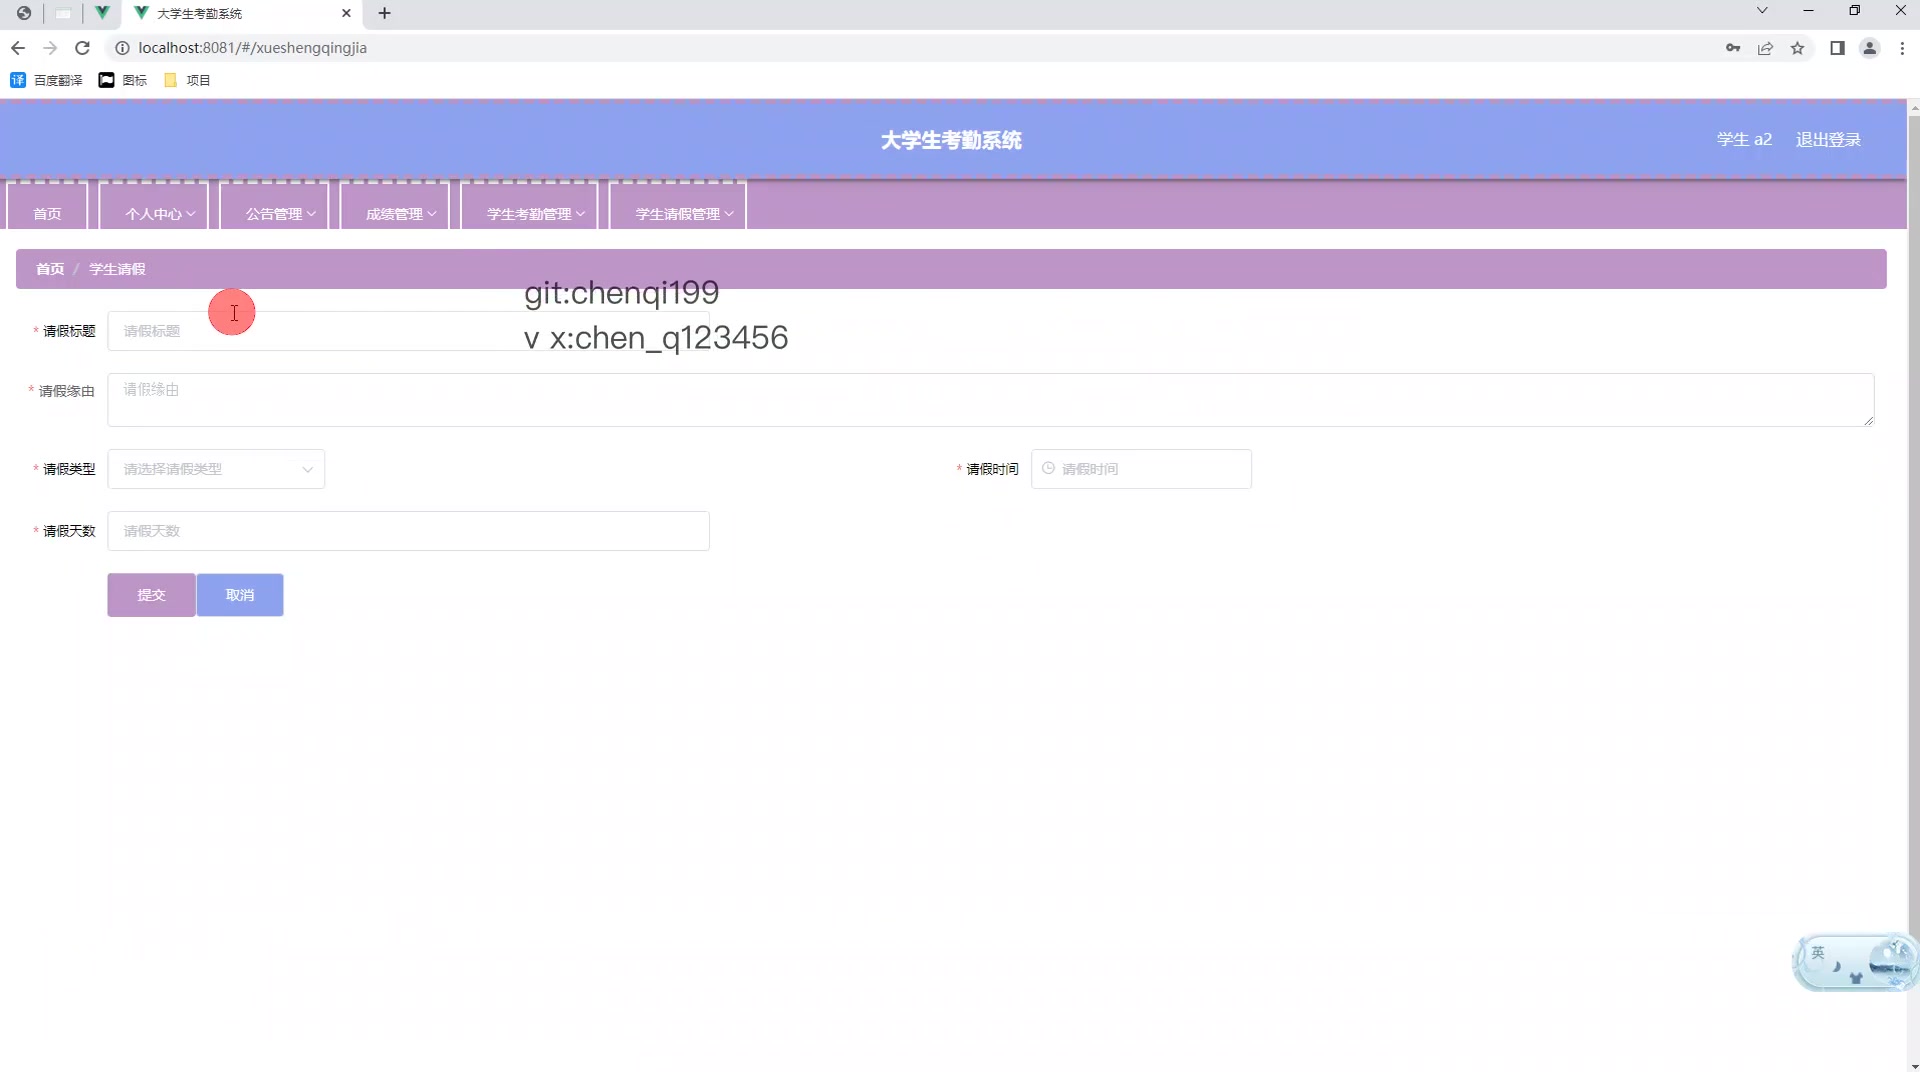 大学生考勤系统
localhost:8081/#/xueshengqingjia
百度翻译 图标 项目
大学生考勤系统
学生 a2 退出登录
首页 个人中心 公告管理 成绩管理 学生考勤管理 学生请假管理
首页 / 学生请假
git:chenqi199
v x:chen_q123456
* 请假标题 请假标题
* 请假缘由 请假缘由
* 请假类型 请选择请假类型 * 请假时间 请假时间
* 请假天数 请假天数
提交 取消
英